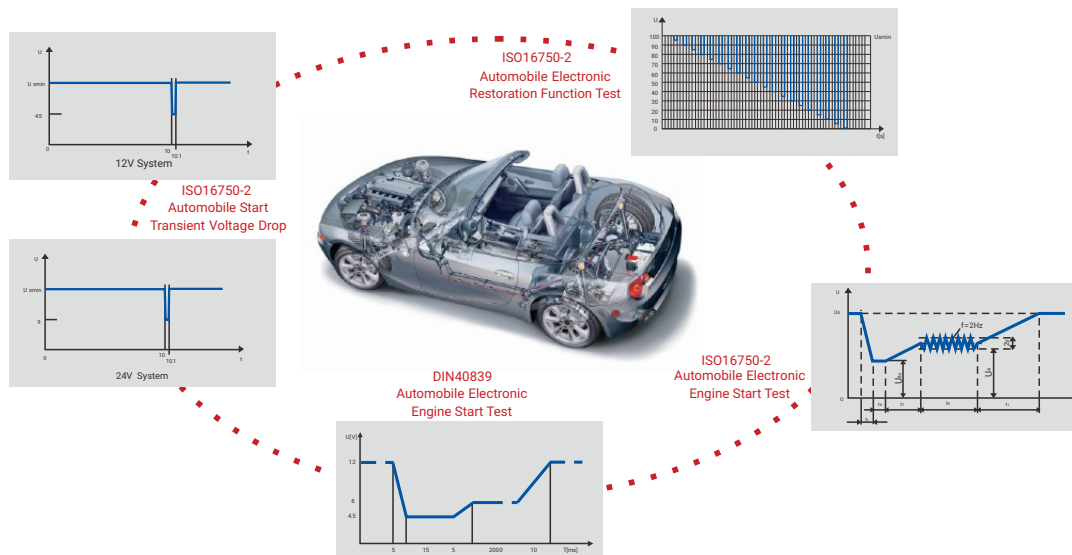 U
U smin
4.5
0
10
10.1
t
12V System
ISO16750-2
Automobile Start
Transient Voltage Drop
U
U smin
9
0
10
10.1
t
24V System
ISO16750-2
Automobile Electronic
Restoration Function Test
U
100
90
80
70
60
50
40
30
20
10
0
Usmin
t[s]
ISO16750-2
Automobile Electronic
Engine Start Test
U
Us
f=2Hz
0
DIN40839
Automobile Electronic
Engine Start Test
U[V]
12
6
4.5
5
15
5
2000
10
T[ms]